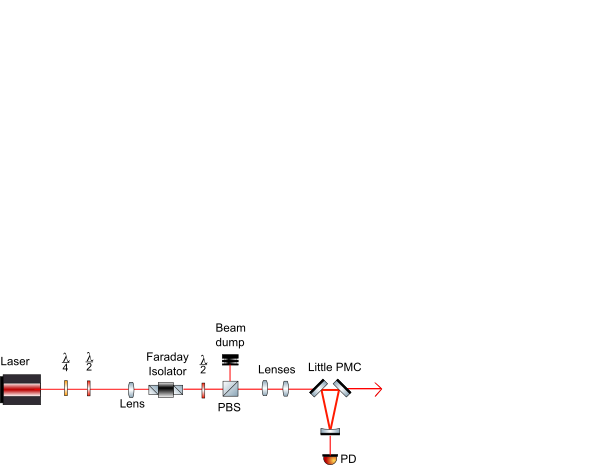 Beam
dump
Laser
λ
4
λ
2
Faraday
Isolator
λ
2
Lenses
Little PMC
Lens
PBS
PD